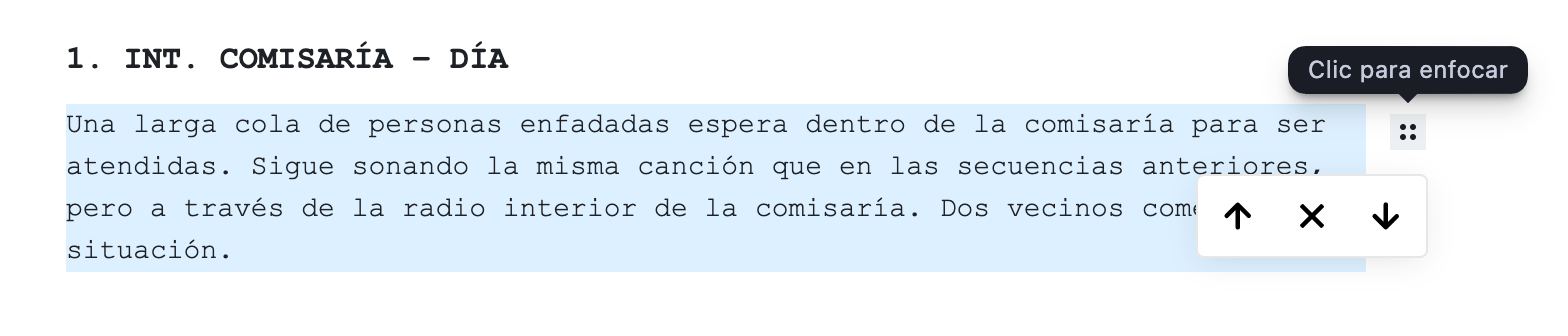 1. INT. COMISARÍA – DÍA
Clic para enfocar
Una larga cola de personas enfadadas espera dentro de la comisaría para ser
atendidas. Sigue sonando la misma canción que en las secuencias anteriores,
pero a través de la radio interior de la comisaría. Dos vecinos
situación.